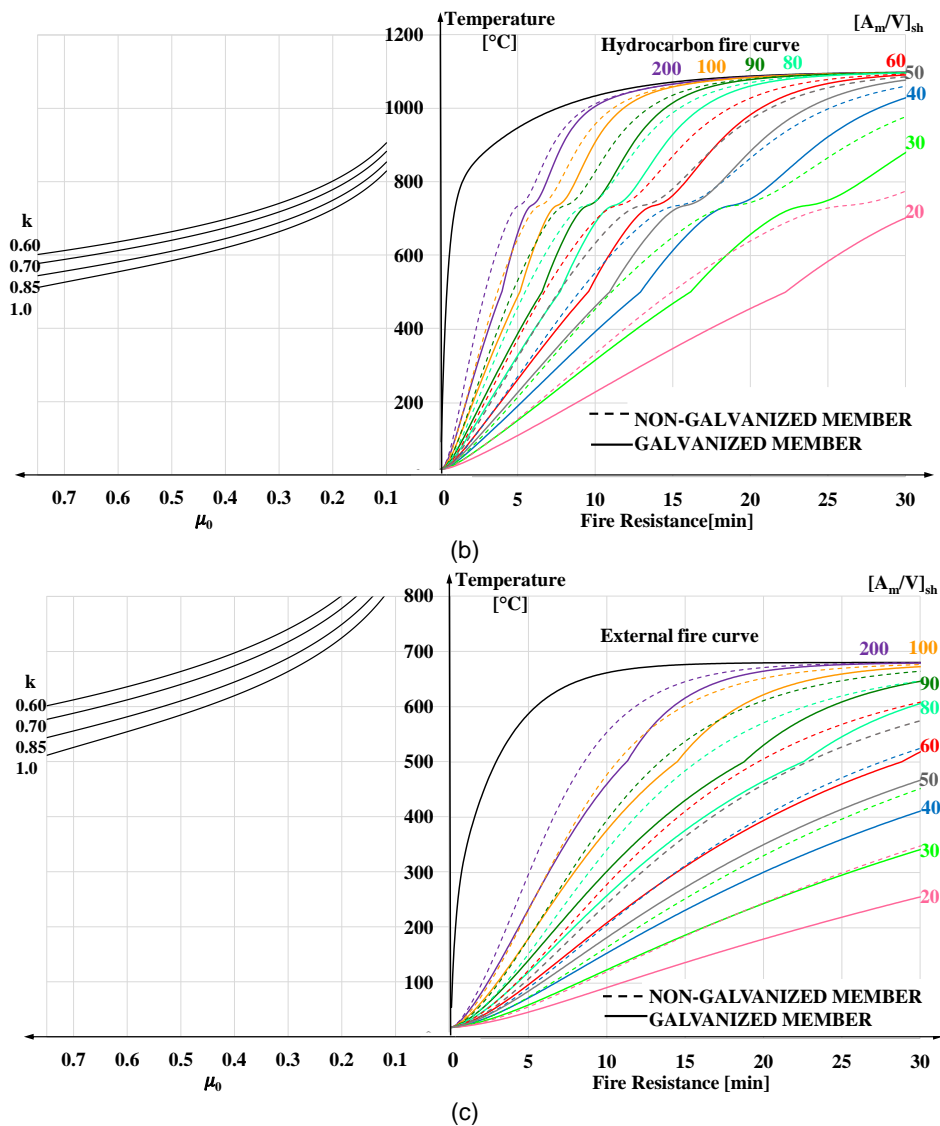 Temperature
[°C]
[Am/V]sh
1200
Hydrocarbon fire curve
200 100 90 80 60 50
1000
40
30
800
k
0.60
0.70
0.85
1.0
20
600
400
200
NON-GALVANIZED MEMBER
GALVANIZED MEMBER
0.7 0.6 0.5 0.4 0.3 0.2 0.1 0 5 10 15 20 25 30
μ0
Fire Resistance[min]
(b)
Temperature
[°C]
[Am/V]sh
800
External fire curve
200 100
700
k
0.60
0.70
0.85
1.0
90
80
600
60
500
50
400
40
30
300
20
200
100
NON-GALVANIZED MEMBER
GALVANIZED MEMBER
0.7 0.6 0.5 0.4 0.3 0.2 0.1 0 5 10 15 20 25 30
μ0
Fire Resistance [min]
(c)